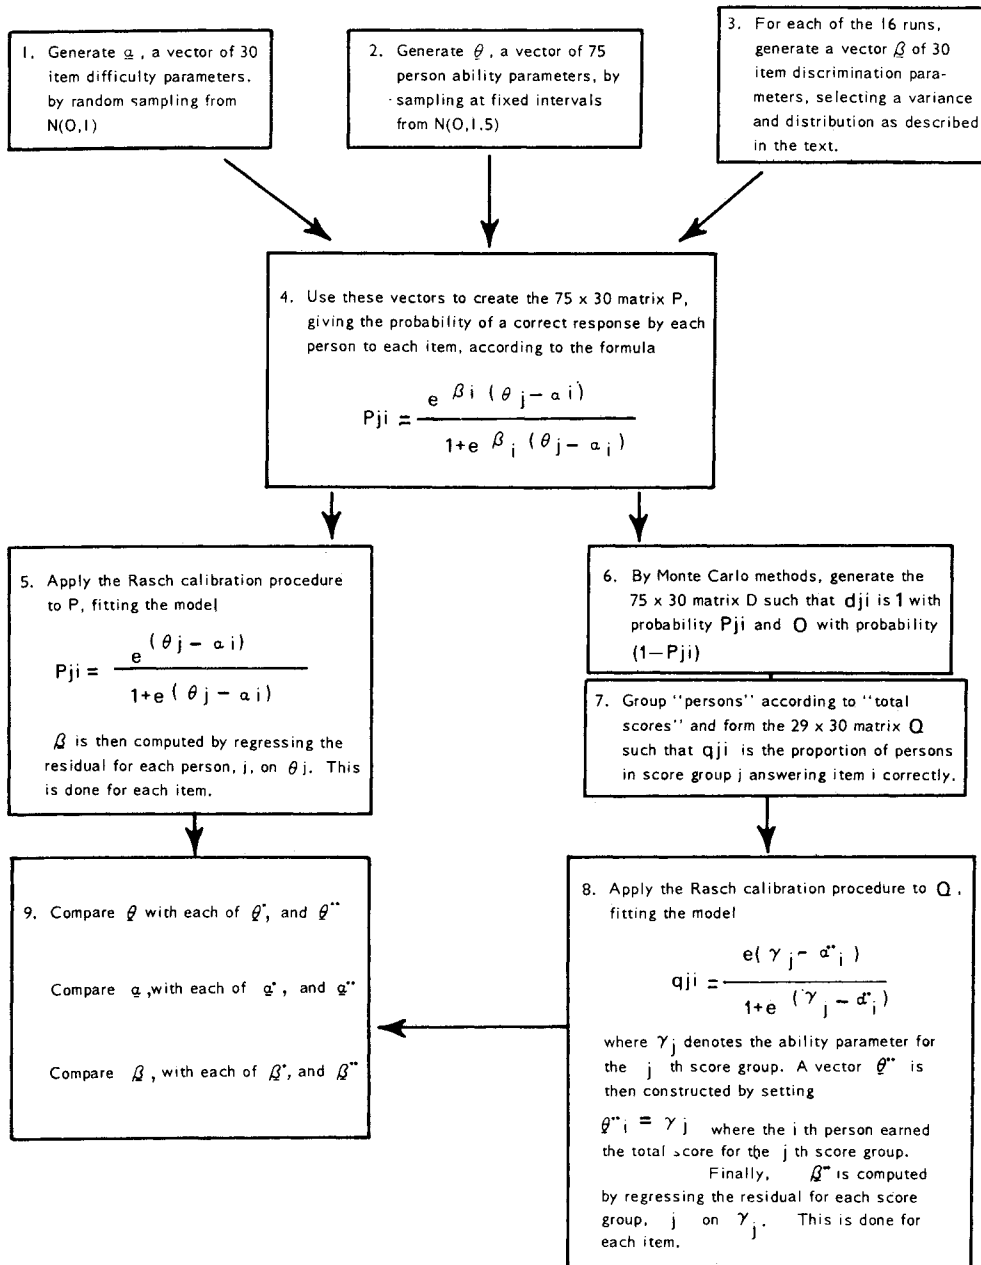 1. Generate α , a vector of 30
item difficulty parameters.
by random sampling from
N(O,1)
2. Generate θ , a vector of 75
person ability parameters, by
sampling at fixed intervals
from N(O,1.5)
3. For each of the 16 runs,
generate a vector β of 30
item discrimination para-
meters, selecting a variance
and distribution as described
in the text.
4. Use these vectors to create the 75 x 30 matrix P,
giving the probability of a correct response by each
person to each item, according to the formula
e βi (θj – αi)
Pji =
1+e βi (θj – αi)
5. Apply the Rasch calibration procedure
to P, fitting the model
e (θj – αi)
Pji =
1+e (θj – αi)
β is then computed by regressing the
residual for each person, j, on θj. This
is done for each item.
6. By Monte Carlo methods, generate the
75 x 30 matrix D such that dji is 1 with
probability Pji and O with probability
(1–Pji)
7. Group "persons" according to "total
scores" and form the 29 x 30 matrix Q
such that qji is the proportion of persons
in score group j answering item i correctly.
8. Apply the Rasch calibration procedure to Q ,
fitting the model
e( γj – α¨i )
qji =
1+e (γj – α¨i)
where γj denotes the ability parameter for
the j th score group. A vector θ¨ is
then constructed by setting
θ¨i = γj where the i th person earned
the total score for the j th score group.
Finally, β¨ is computed
by regressing the residual for each score
group, j on γj. This is done for
each item.
9. Compare θ with each of θ˙, and θ¨
Compare α ,with each of α˙, and α¨
Compare β , with each of β˙, and β¨